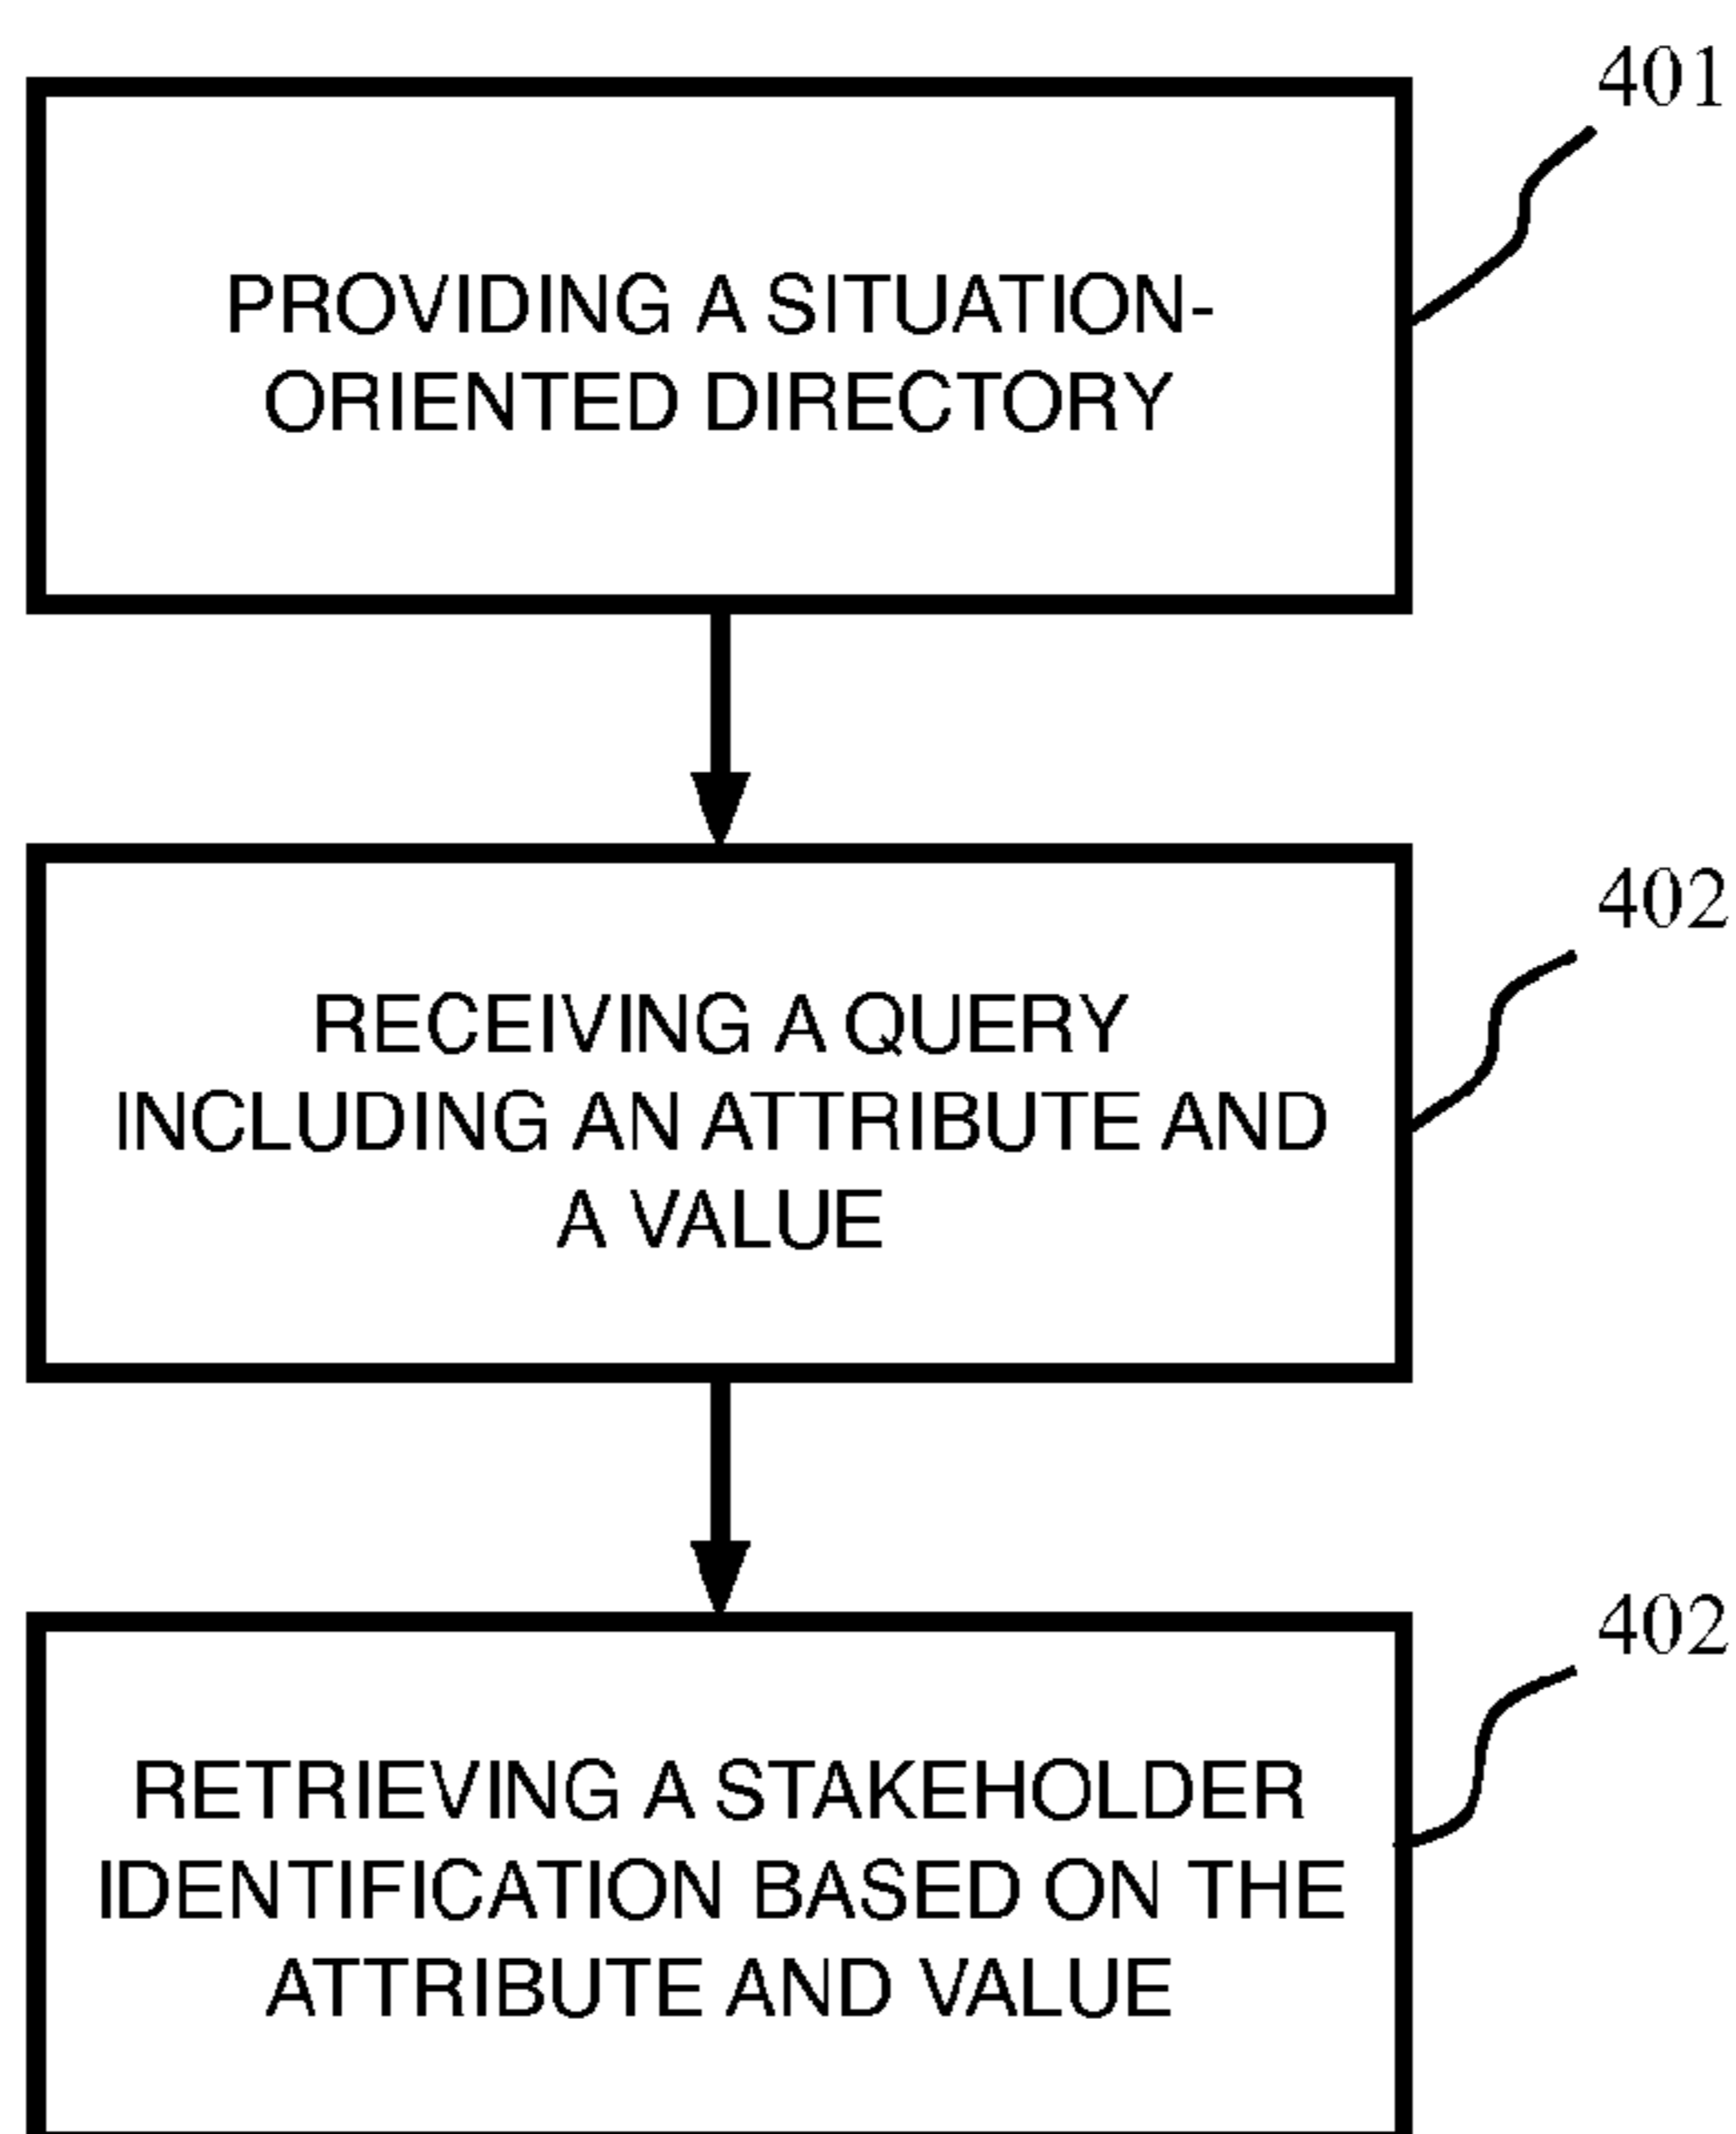 401
PROVIDING A SITUATION-
ORIENTED DIRECTORY
402
RECEIVING A QUERY
INCLUDING AN ATTRIBUTE AND
A VALUE
402
RETRIEVING A STAKEHOLDER
IDENTIFICATION BASED ON THE
ATTRIBUTE AND VALUE